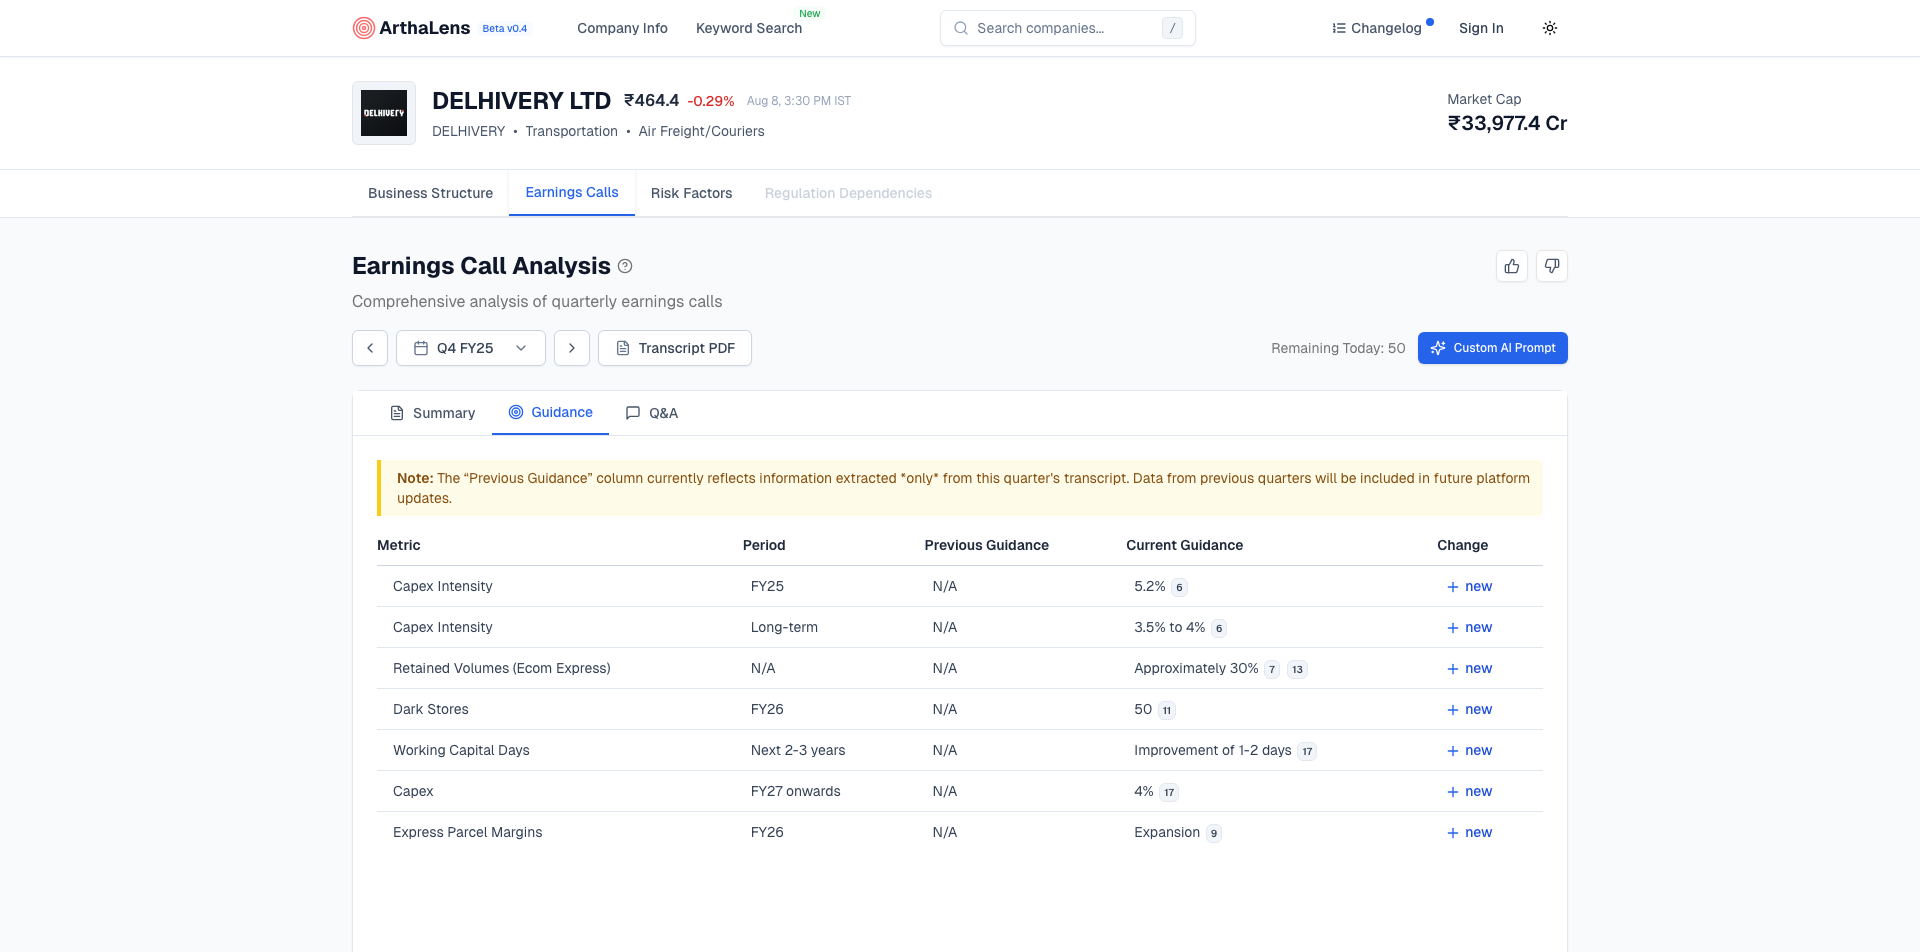 ArthaLens Beta v0.4 Company Info Keyword Search New Search companies... / Changelog Sign In
DELHIVERY
DELHIVERY LTD ₹464.4 -0.29% Aug 8, 3:30 PM IST
DELHIVERY • Transportation • Air Freight/Couriers
Market Cap
₹33,977.4 Cr
Business Structure Earnings Calls Risk Factors Regulation Dependencies
Earnings Call Analysis ?
Comprehensive analysis of quarterly earnings calls
Q4 FY25 Transcript PDF Remaining Today: 50 Custom AI Prompt
Summary Guidance Q&A
Note: The “Previous Guidance” column currently reflects information extracted *only* from this quarter's transcript. Data from previous quarters will be included in future platform
updates.
Metric Period Previous Guidance Current Guidance Change
Capex Intensity FY25 N/A 5.2% 6 + new
Capex Intensity Long-term N/A 3.5% to 4% 6 + new
Retained Volumes (Ecom Express) N/A N/A Approximately 30% 7 13 + new
Dark Stores FY26 N/A 50 11 + new
Working Capital Days Next 2-3 years N/A Improvement of 1-2 days 17 + new
Capex FY27 onwards N/A 4% 17 + new
Express Parcel Margins FY26 N/A Expansion 9 + new